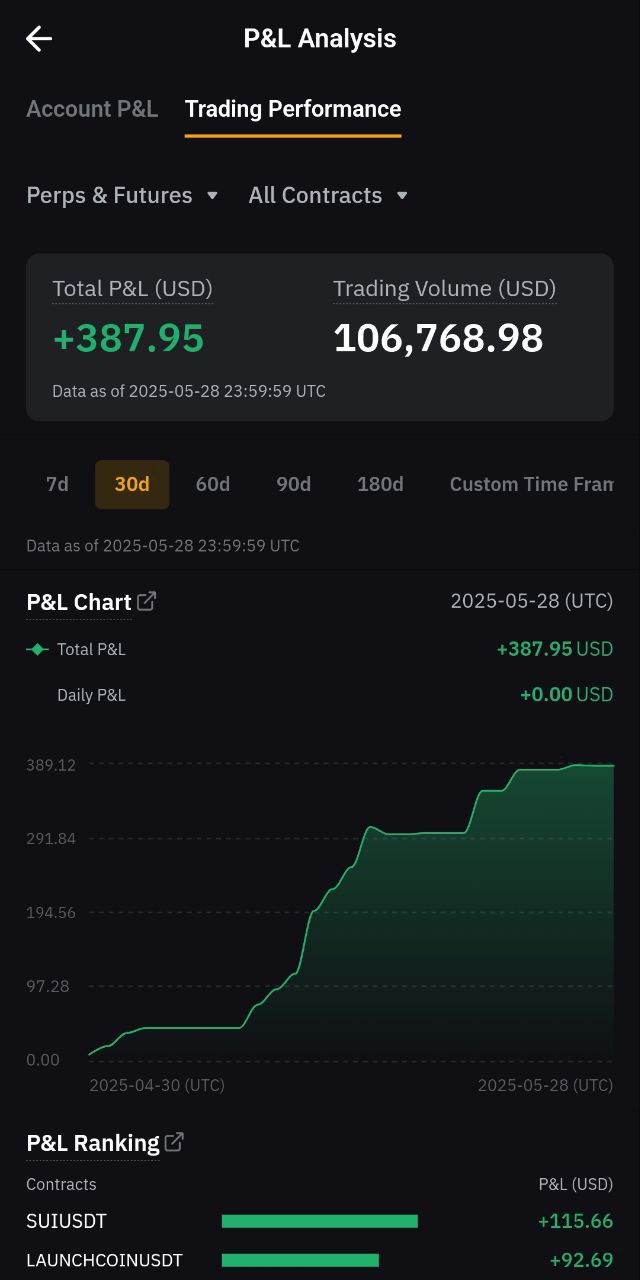 P&L Analysis
Account P&L Trading Performance
Perps & Futures All Contracts
Total P&L (USD) Trading Volume (USD)
+387.95 106,768.98
Data as of 2025-05-28 23:59:59 UTC
7d 30d 60d 90d 180d Custom Time Fram
Data as of 2025-05-28 23:59:59 UTC
P&L Chart 2025-05-28 (UTC)
Total P&L +387.95 USD
Daily P&L +0.00 USD
389.12
291.84
194.56
97.28
0.00
2025-04-30 (UTC) 2025-05-28 (UTC)
P&L Ranking
Contracts P&L (USD)
SUIUSDT +115.66
LAUNCHCOINUSDT +92.69